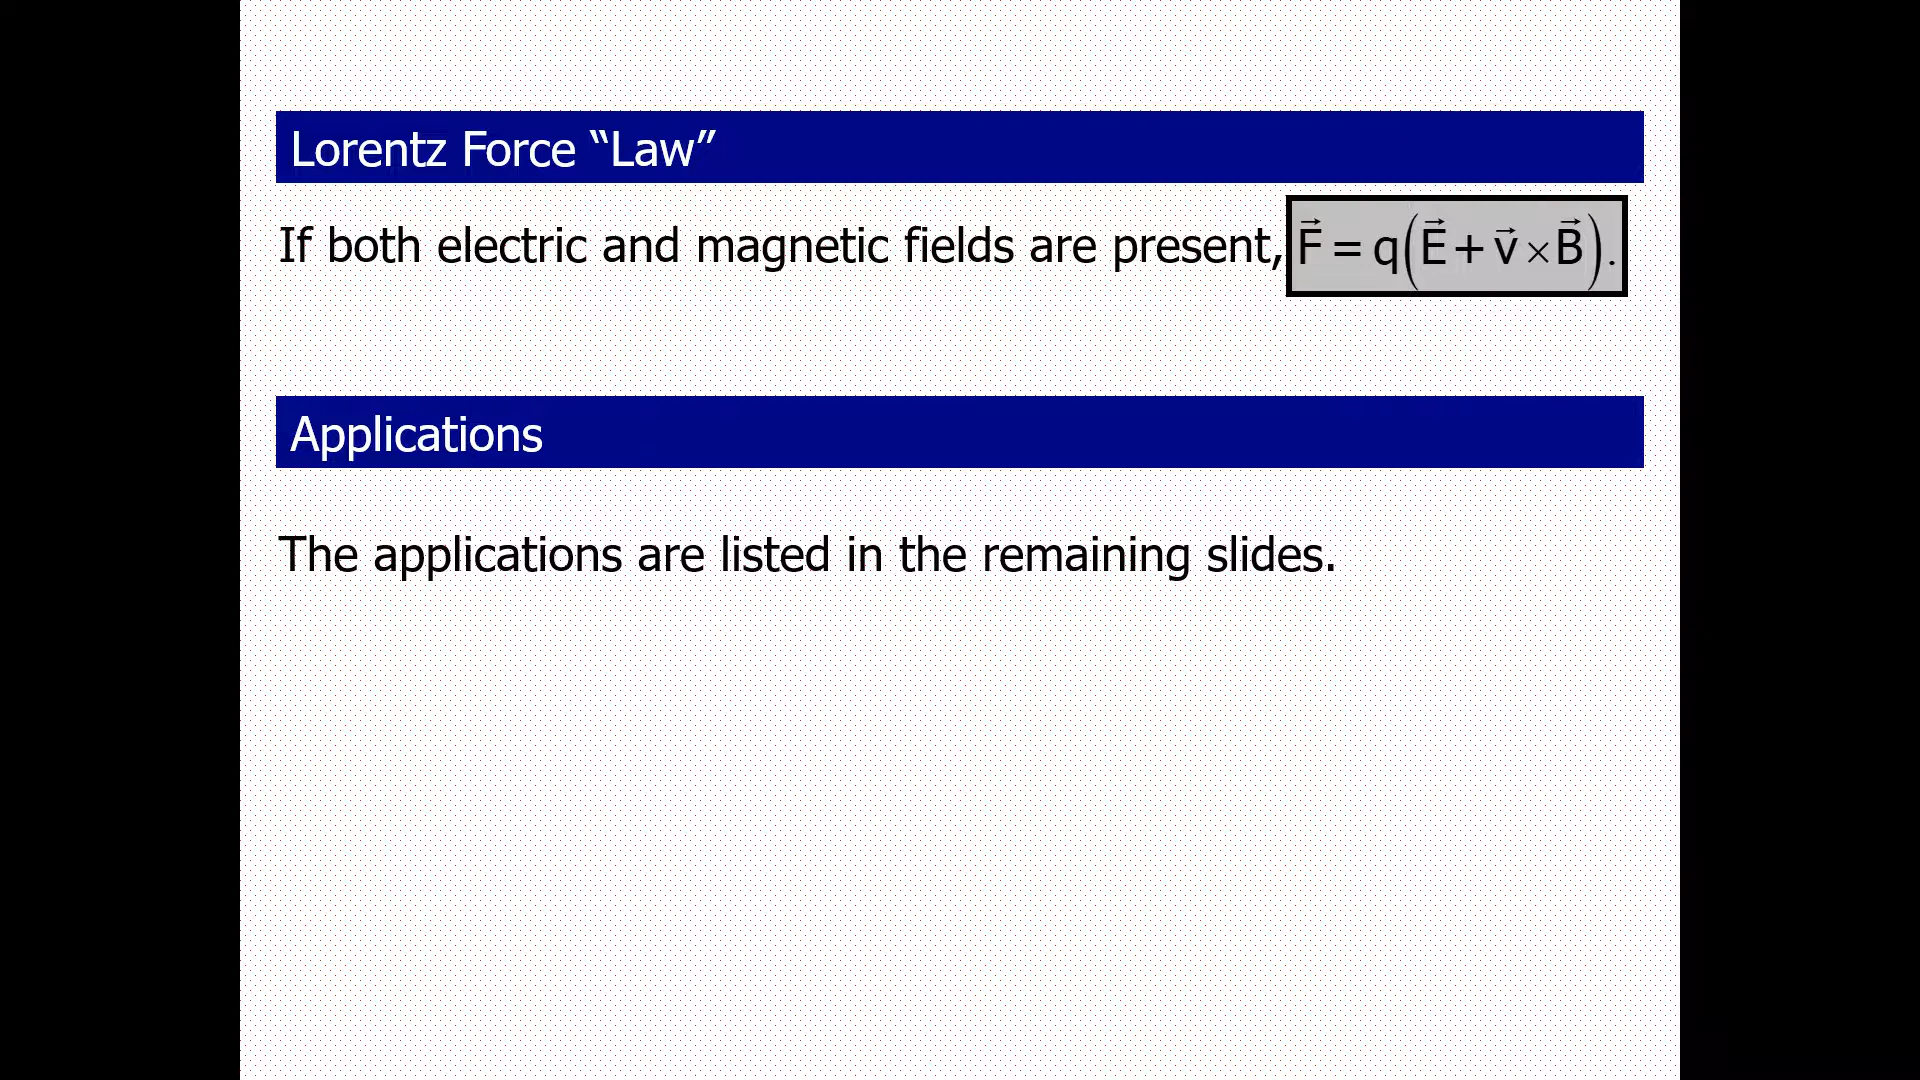 Lorentz Force “Law”
If both electric and magnetic fields are present, F⃗ = q(E⃗ + v⃗ × B⃗).
Applications
The applications are listed in the remaining slides.